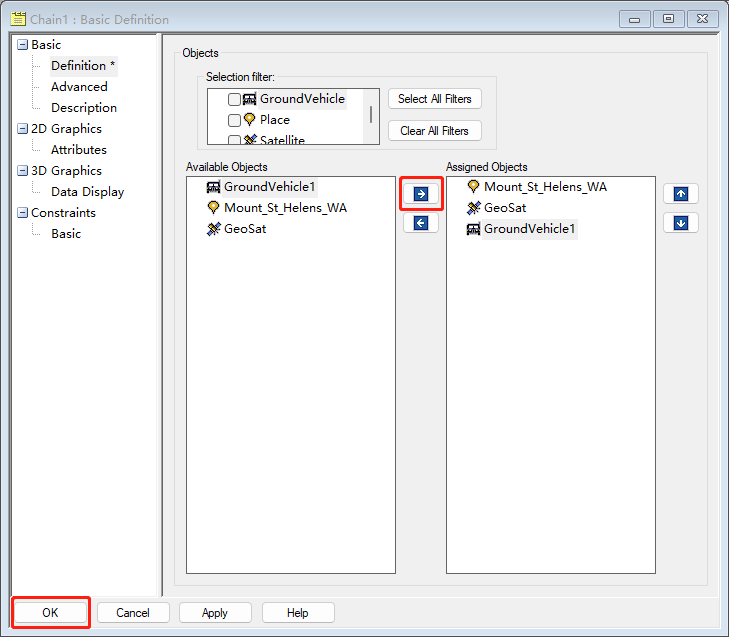 Chain1 : Basic Definition
Basic
Definition *
Advanced
Description
2D Graphics
Attributes
3D Graphics
Data Display
Constraints
Basic
Objects
Selection filter:
GroundVehicle
Place
Satellite
Select All Filters
Clear All Filters
Available Objects
GroundVehicle1
Mount_St_Helens_WA
GeoSat
Assigned Objects
Mount_St_Helens_WA
GeoSat
GroundVehicle1
OK
Cancel
Apply
Help